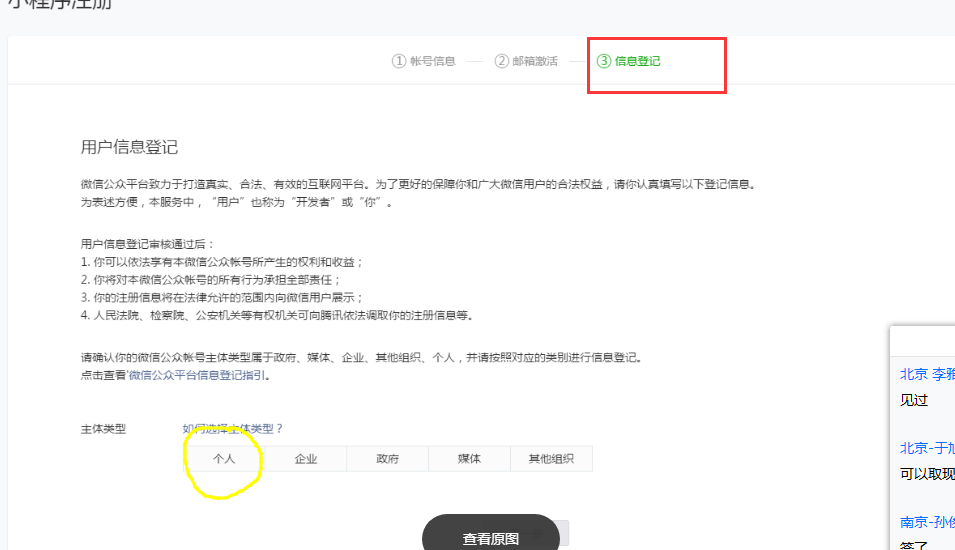 小程序注册
① 帐号信息
② 邮箱激活
③ 信息登记
用户信息登记
微信公众平台致力于打造真实、合法、有效的互联网平台。为了更好的保障你和广大微信用户的合法权益，请你认真填写以下登记信息。
为表述方便，本服务中，“用户”也称为“开发者”或“你”。
用户信息登记审核通过后：
1. 你可以依法享有本微信公众帐号所产生的权利和收益；
2. 你将对本微信公众帐号的所有行为承担全部责任；
3. 你的注册信息将在法律允许的范围内向微信用户展示；
4. 人民法院、检察院、公安机关等有权机关可向腾讯依法调取你的注册信息等。
请确认你的微信公众帐号主体类型属于政府、媒体、企业、其他组织、个人，并请按照对应的类别进行信息登记。
点击查看'微信公众平台信息登记指引。
主体类型
如何选择主体类型？
个人
企业
政府
媒体
其他组织
查看原图
北京 李
见过
北京-于
可以取现
南京-孙
签了